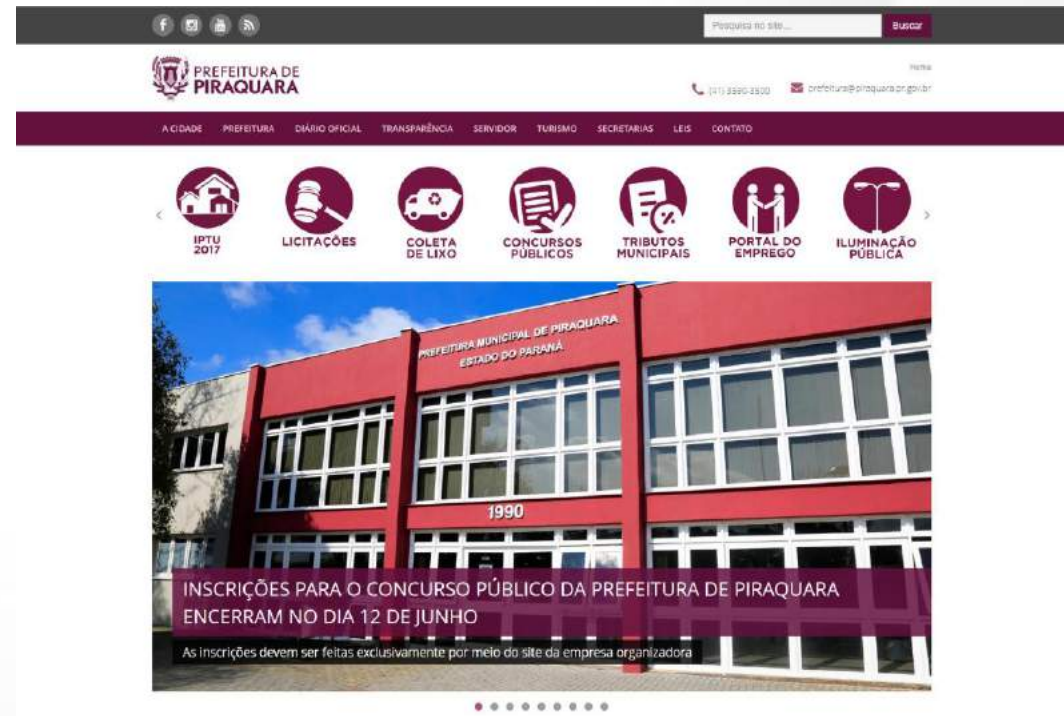 Pesquisa no site...
Buscar
PREFEITURA DE
PIRAQUARA
Home
(41) 3590-3500
prefeitura@piraquara.pr.gov.br
A CIDADE PREFEITURA DIÁRIO OFICIAL TRANSPARÊNCIA SERVIDOR TURISMO SECRETARIAS LEIS CONTATO
IPTU
2017
LICITAÇÕES
COLETA
DE LIXO
CONCURSOS
PÚBLICOS
TRIBUTOS
MUNICIPAIS
PORTAL DO
EMPREGO
ILUMINAÇÃO
PÚBLICA
PREFEITURA MUNICIPAL DE PIRAQUARA
ESTADO DO PARANÁ
1990
INSCRIÇÕES PARA O CONCURSO PÚBLICO DA PREFEITURA DE PIRAQUARA
ENCERRAM NO DIA 12 DE JUNHO
As inscrições devem ser feitas exclusivamente por meio do site da empresa organizadora